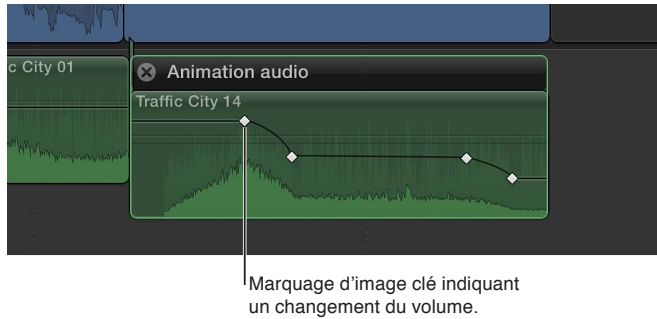 c City 01
Animation audio
Traffic City 14
Marquage d’image clé indiquant
un changement du volume.